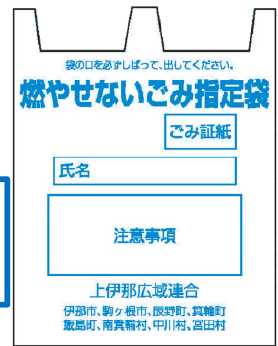 袋の口を必ずしばって、出してください。
燃やせないごみ指定袋
ごみ証紙
氏名
注意事項
上伊那広域連合
伊那市、駒ヶ根市、辰野町、箕輪町
飯島町、南箕輪村、中川村、宮田村